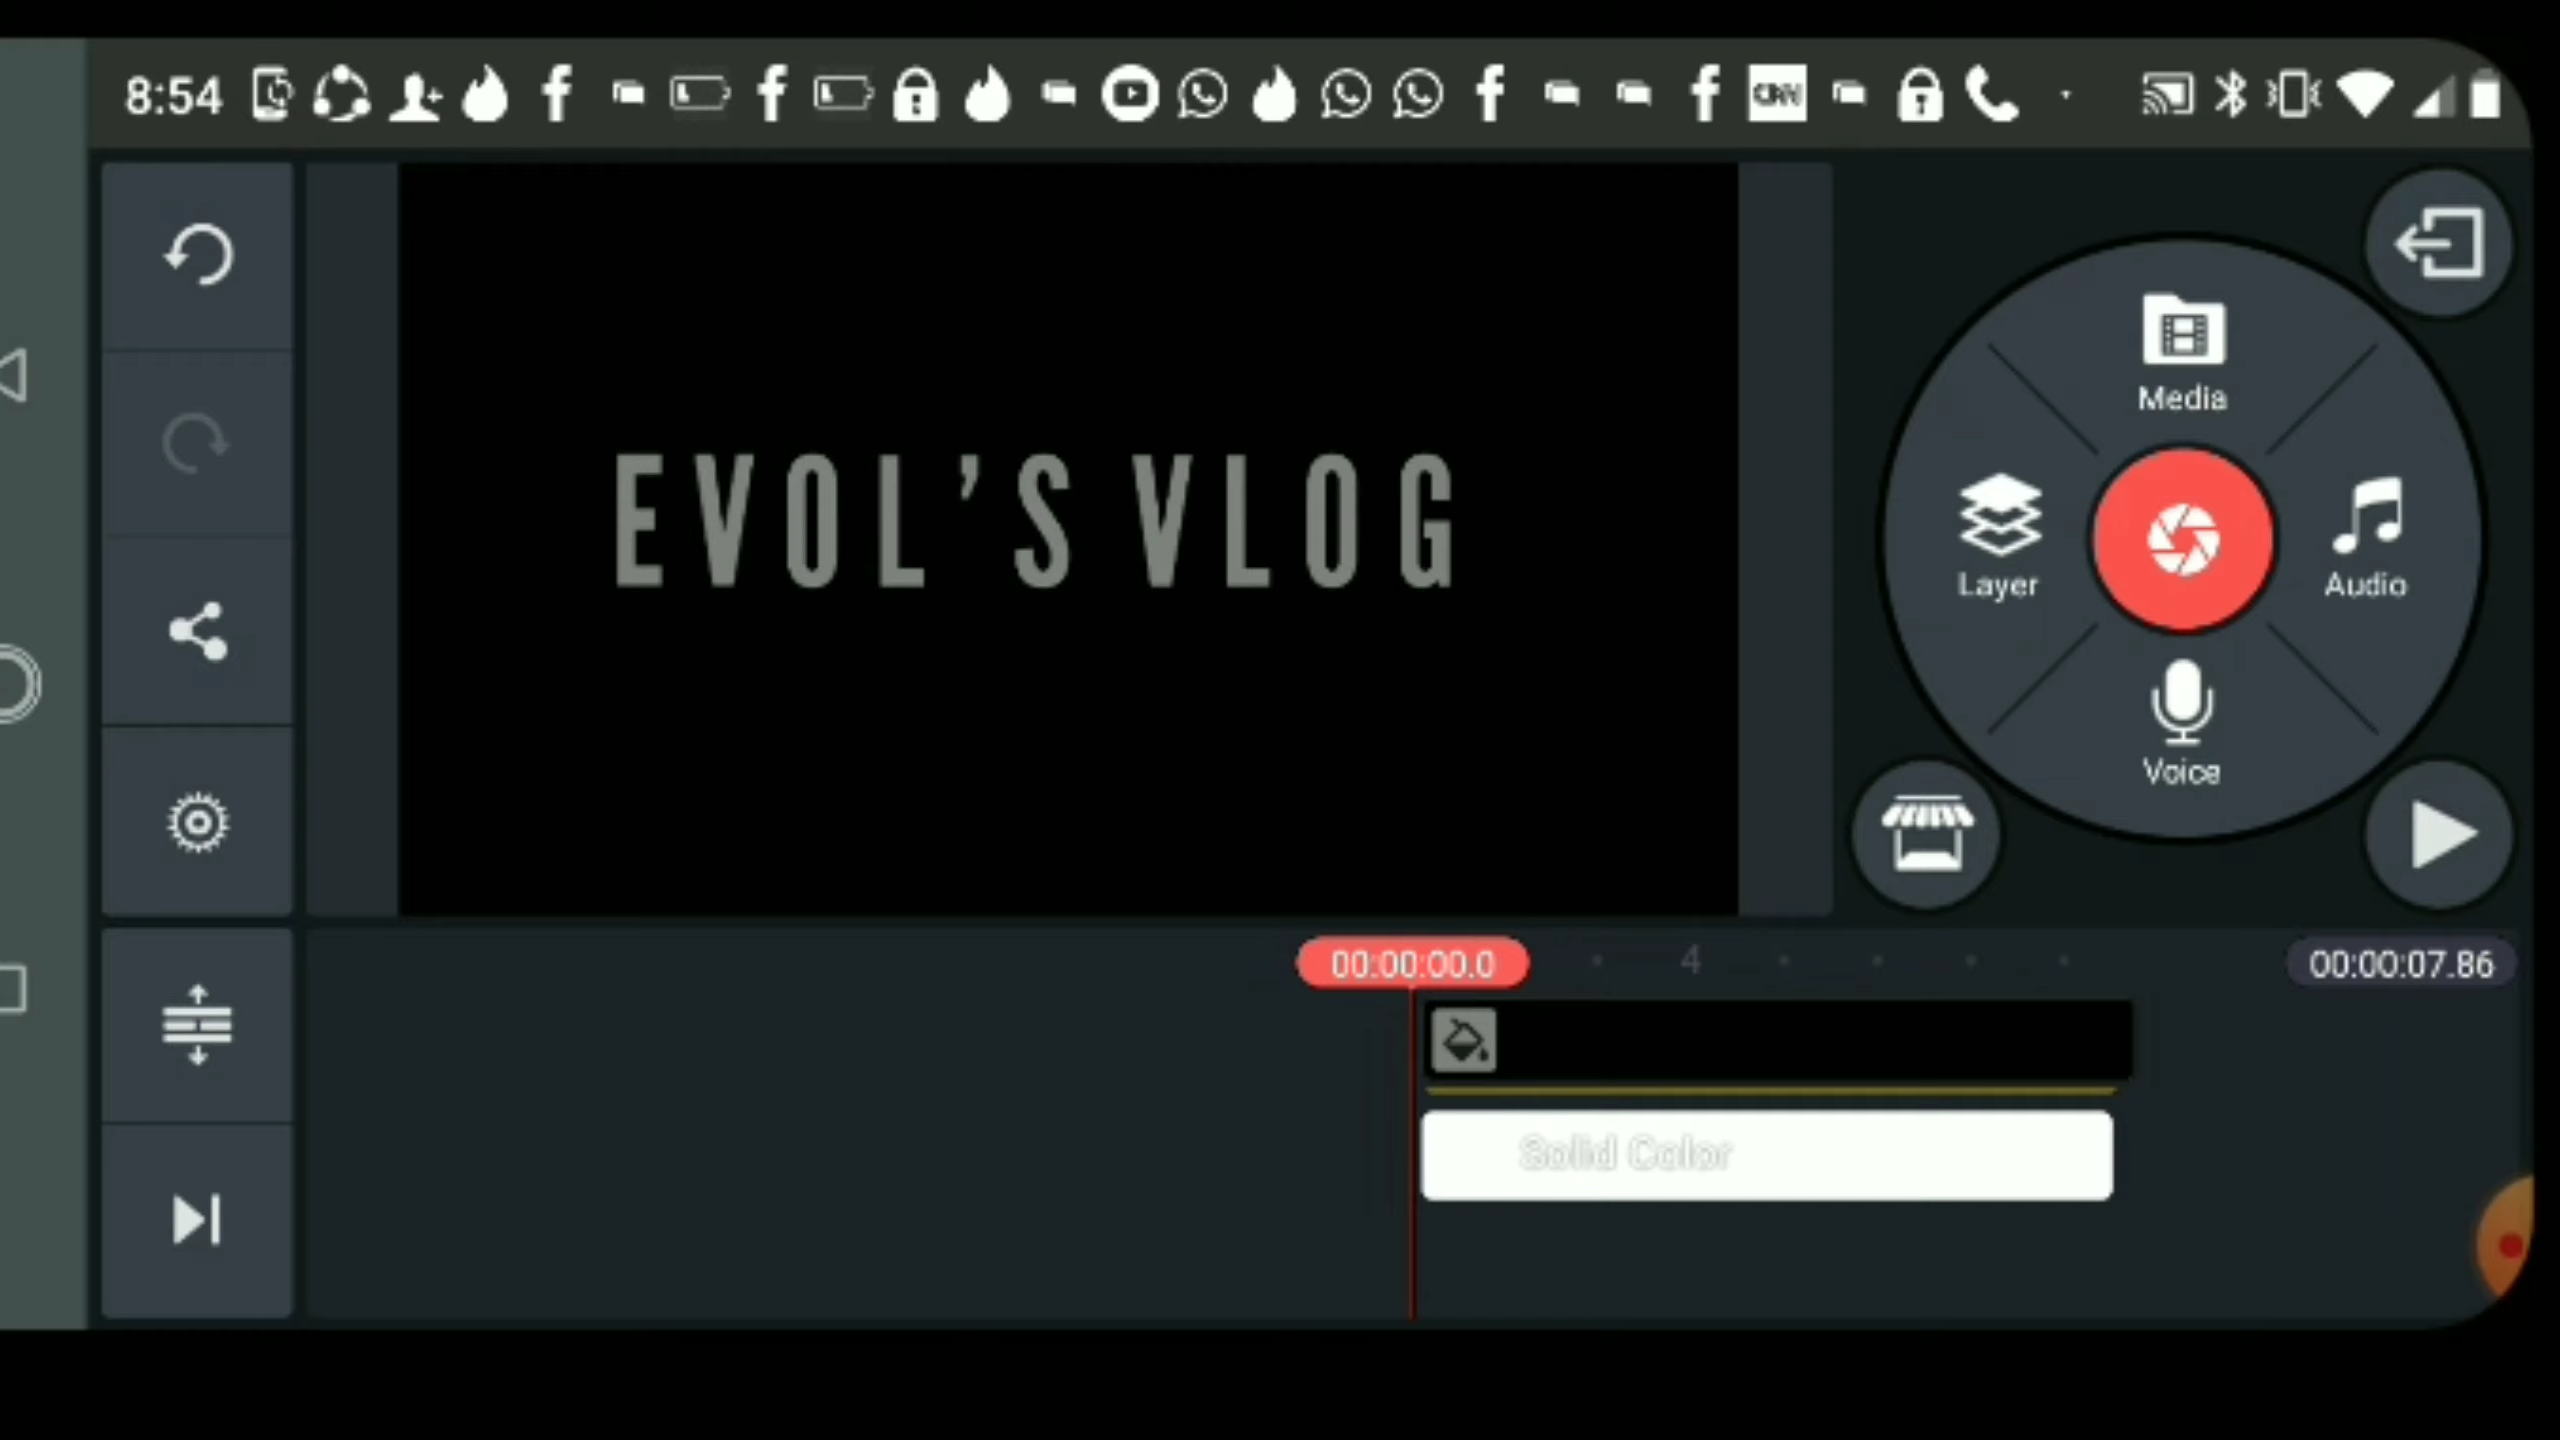 8:54
CNN
EVOL'S VLOG
Media
Layer
Audio
Voice
00:00:00.0
4
00:00:07.86
Solid Color